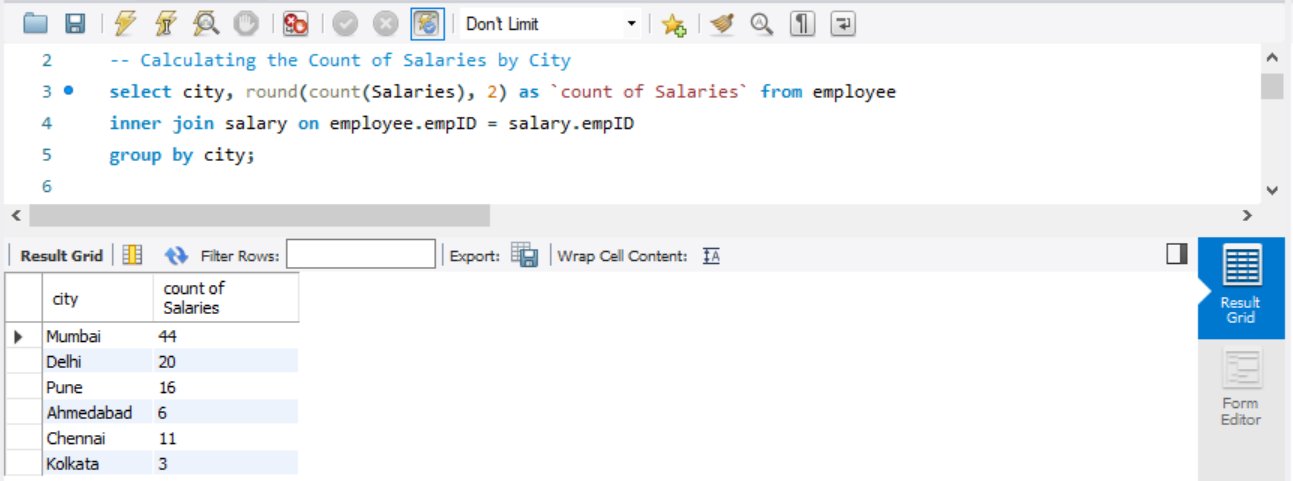 Don't Limit
2 -- Calculating the Count of Salaries by City
3 select city, round(count(Salaries), 2) as `count of Salaries` from employee
4 inner join salary on employee.empID = salary.empID
5 group by city;
6
Result Grid Filter Rows: Export: Wrap Cell Content: IA
city count of
Salaries
Mumbai 44
Delhi 20
Pune 16
Ahmedabad 6
Chennai 11
Kolkata 3
Result
Grid
Form
Editor